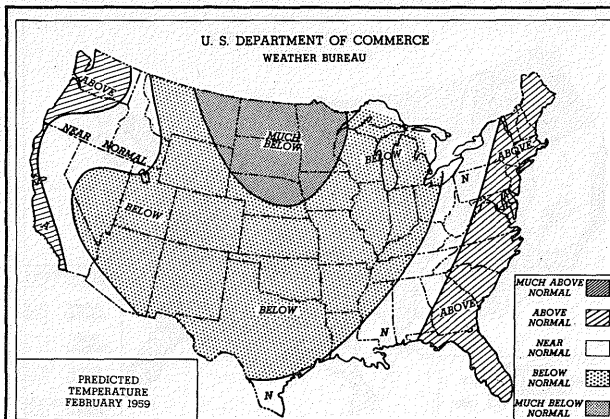 U. S. DEPARTMENT OF COMMERCE
WEATHER BUREAU
ABOVE
MUCH
BELOW
NEAR NORMAL
BELOW
ABOVE
N
BELOW
A
BELOW
ABOVE
N
N
MUCH ABOVE
NORMAL
ABOVE
NORMAL
NEAR
NORMAL
BELOW
NORMAL
MUCH BELOW
NORMAL
PREDICTED
TEMPERATURE
FEBRUARY 1959